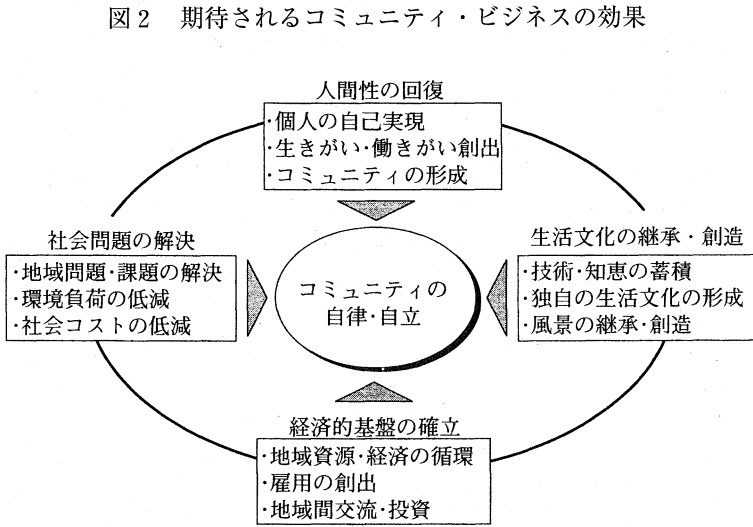 図2　期待されるコミュニティ・ビジネスの効果
人間性の回復
・個人の自己実現
・生きがい・働きがい創出
・コミュニティの形成
社会問題の解決
・地域問題・課題の解決
・環境負荷の低減
・社会コストの低減
コミュニティの
自律・自立
生活文化の継承・創造
・技術・知恵の蓄積
・独自の生活文化の形成
・風景の継承・創造
経済的基盤の確立
・地域資源・経済の循環
・雇用の創出
・地域間交流・投資